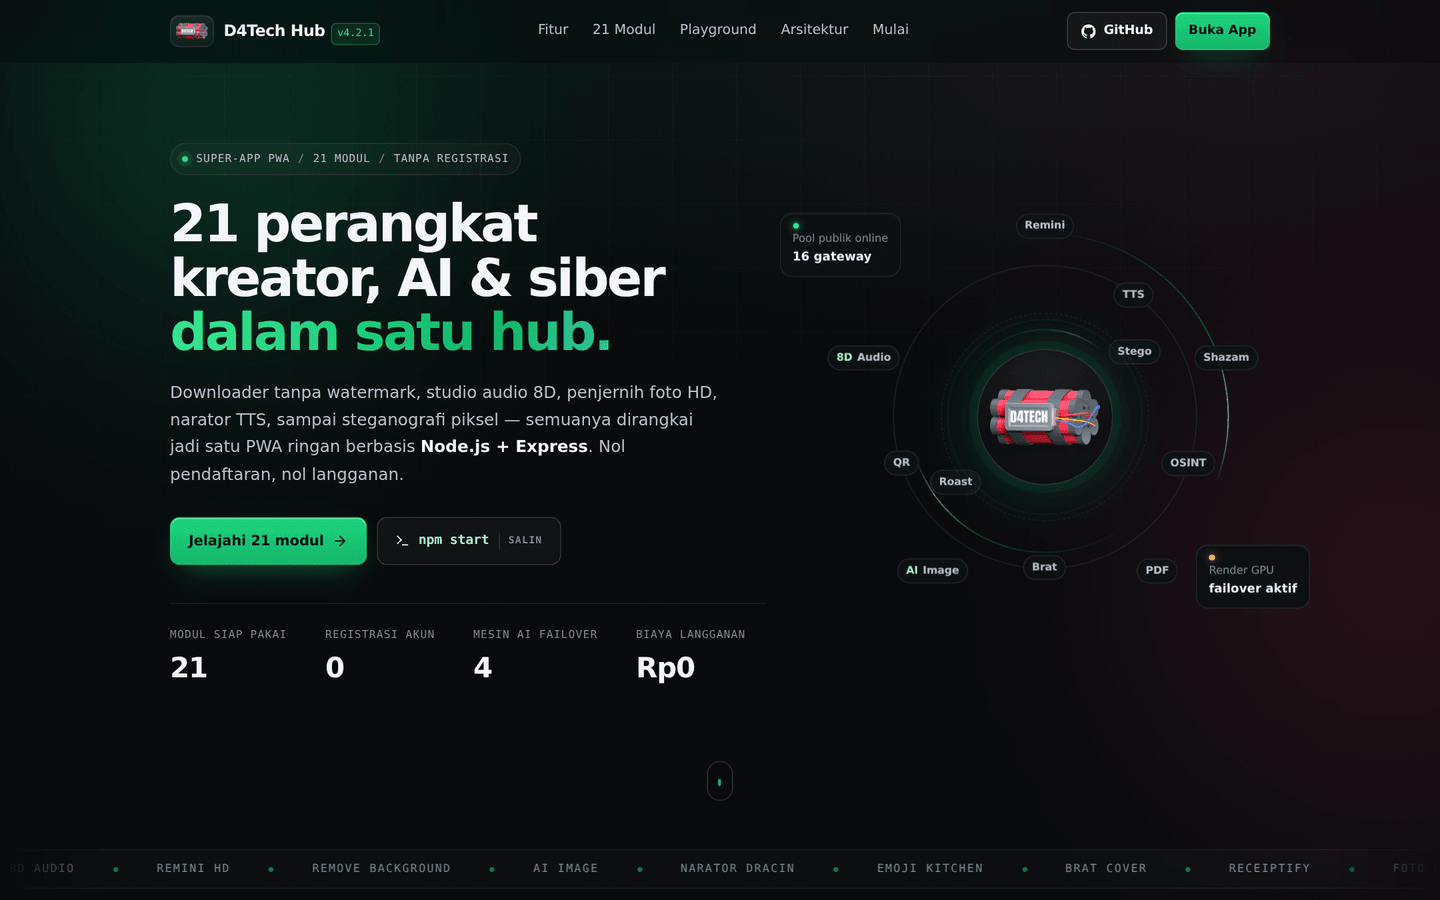 D4TECH
D4Tech Hub v4.2.1
Fitur
21 Modul
Playground
Arsitektur
Mulai
GitHub
Buka App
SUPER-APP PWA / 21 MODUL / TANPA REGISTRASI
21 perangkat
kreator, AI & siber
dalam satu hub.
Downloader tanpa watermark, studio audio 8D, penjernih foto HD,
narator TTS, sampai steganografi piksel — semuanya dirangkai
jadi satu PWA ringan berbasis Node.js + Express. Nol
pendaftaran, nol langganan.
Jelajahi 21 modul →
>_ npm start | SALIN
MODUL SIAP PAKAI
21
REGISTRASI AKUN
0
MESIN AI FAILOVER
4
BIAYA LANGGANAN
Rp0
Pool publik online
16 gateway
Remini
TTS
Stego
Shazam
8D Audio
D4TECH
QR
Roast
OSINT
AI Image
Brat
PDF
Render GPU
failover aktif
8D AUDIO • REMINI HD • REMOVE BACKGROUND • AI IMAGE • NARATOR DRACIN • EMOJI KITCHEN • BRAT COVER • RECEIPTIFY • FOTO